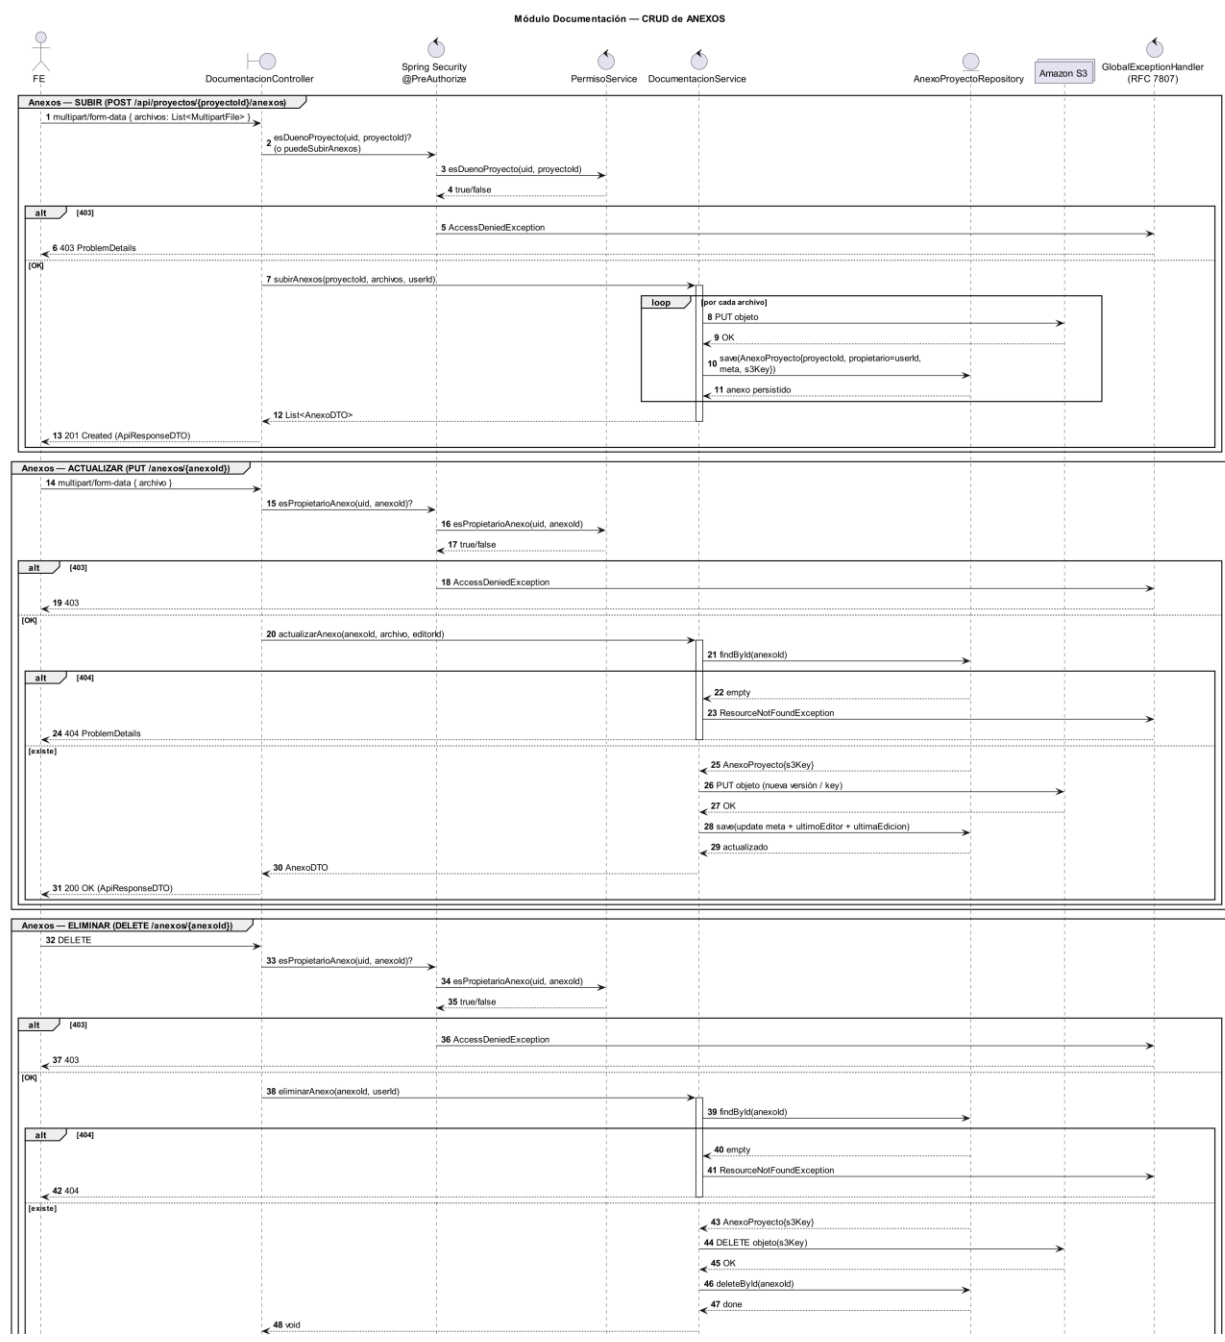 Módulo Documentación — CRUD de ANEXOS
FE
DocumentacionController
Spring Security
@PreAuthorize
PermisoService
DocumentacionService
AnexoProyectoRepository
Amazon S3
GlobalExceptionHandler
(RFC 7807)
Anexos — SUBIR (POST /api/proyectos/{proyectoId}/anexos)
1 multipart/form-data { archivos: List<MultipartFile> }
2 esDuenoProyecto(uid, proyectoId)?
(o puedeSubirAnexos)
3 esDuenoProyecto(uid, proyectoId)
4 true/false
alt [403]
5 AccessDeniedException
6 403 ProblemDetails
[OK]
7 subirAnexos(proyectoId, archivos, userId)
loop [por cada archivo]
8 PUT objeto
9 OK
10 save(AnexoProyecto{proyectoId, propietario=userId,
meta, s3Key})
11 anexo persistido
12 List<AnexoDTO>
13 201 Created (ApiResponseDTO)
Anexos — ACTUALIZAR (PUT /anexos/{anexoId})
14 multipart/form-data { archivo }
15 esPropietarioAnexo(uid, anexoId)?
16 esPropietarioAnexo(uid, anexoId)
17 true/false
alt [403]
18 AccessDeniedException
19 403
[OK]
20 actualizarAnexo(anexoId, archivo, editorId)
21 findById(anexoId)
alt [404]
22 empty
23 ResourceNotFoundException
24 404 ProblemDetails
[existe]
25 AnexoProyecto{s3Key}
26 PUT objeto (nueva versión / key)
27 OK
28 save(update meta + ultimoEditor + ultimaEdicion)
29 actualizado
30 AnexoDTO
31 200 OK (ApiResponseDTO)
Anexos — ELIMINAR (DELETE /anexos/{anexoId})
32 DELETE
33 esPropietarioAnexo(uid, anexoId)?
34 esPropietarioAnexo(uid, anexoId)
35 true/false
alt [403]
36 AccessDeniedException
37 403
[OK]
38 eliminarAnexo(anexoId, userId)
39 findById(anexoId)
alt [404]
40 empty
41 ResourceNotFoundException
42 404
[existe]
43 AnexoProyecto{s3Key}
44 DELETE objeto(s3Key)
45 OK
46 deleteById(anexoId)
47 done
48 void